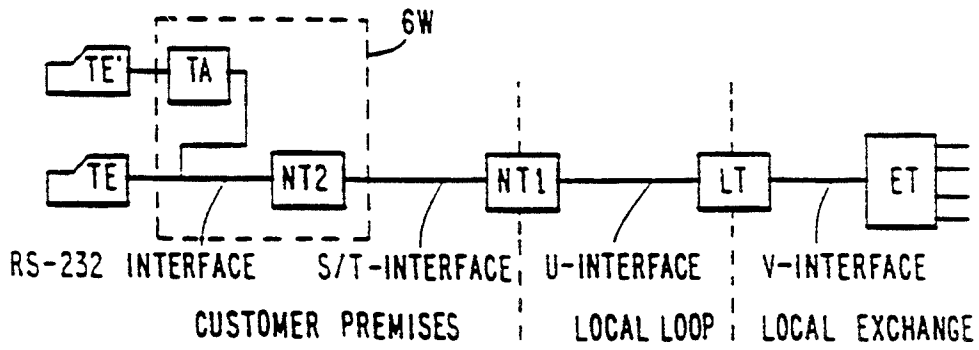 6W
TE' TA
TE NT2 NT1 LT ET
RS-232 INTERFACE S/T-INTERFACE U-INTERFACE V-INTERFACE
CUSTOMER PREMISES LOCAL LOOP LOCAL EXCHANGE